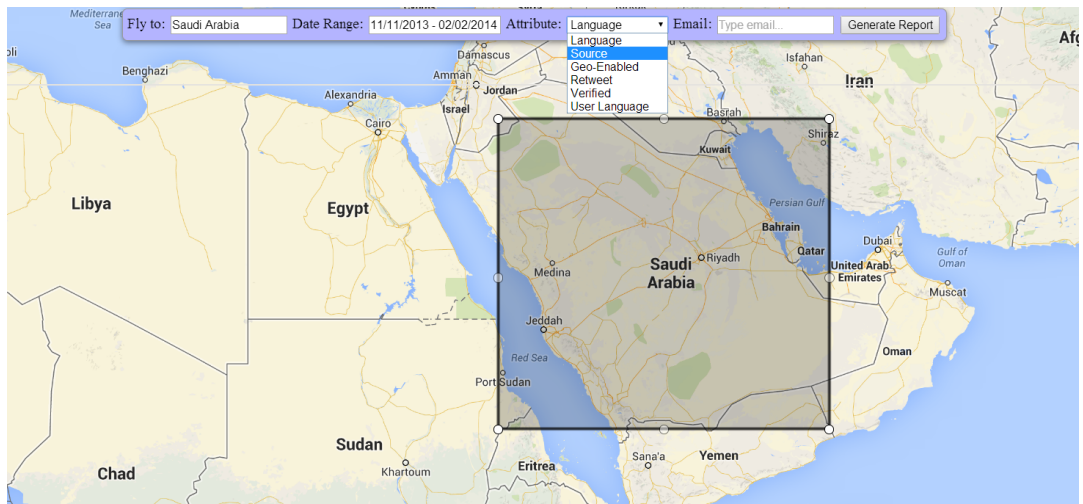 Fly to: Saudi Arabia Date Range: 11/11/2013 - 02/02/2014 Attribute: Language Email: Type email... Generate Report
Language
Source
Geo-Enabled
Retweet
Verified
User Language
Mediterranean
Sea
Damascus
Isfahan
Benghazi
Amman
Iran
Jordan
Alexandria
Israel
Cairo
Basrah
Shiraz
Kuwait
Libya
Egypt
Persian Gulf
Bahrain
Dubai
Qatar
Gulf of
Oman
Riyadh
Saudi
Arabia
Medina
United Arab
Emirates
Muscat
Jeddah
Oman
Red Sea
Port Sudan
Sudan
Sana'a
Yemen
Chad
Khartoum
Eritrea